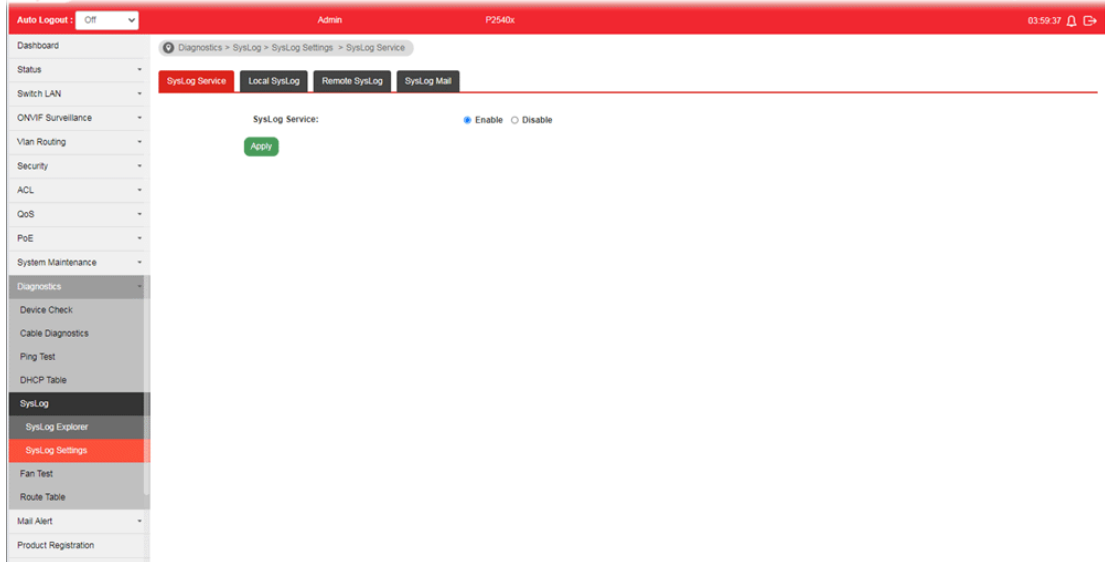 Auto Logout : Off
Admin
P2540x
03:59:37
Dashboard
Status
Switch LAN
ONVIF Surveillance
Vlan Routing
Security
ACL
QoS
PoE
System Maintenance
Diagnostics
Device Check
Cable Diagnostics
Ping Test
DHCP Table
SysLog
SysLog Explorer
SysLog Settings
Fan Test
Route Table
Mail Alert
Product Registration
Diagnostics > SysLog > SysLog Settings > SysLog Service
SysLog Service
Local SysLog
Remote SysLog
SysLog Mail
SysLog Service:
Enable
Disable
Apply